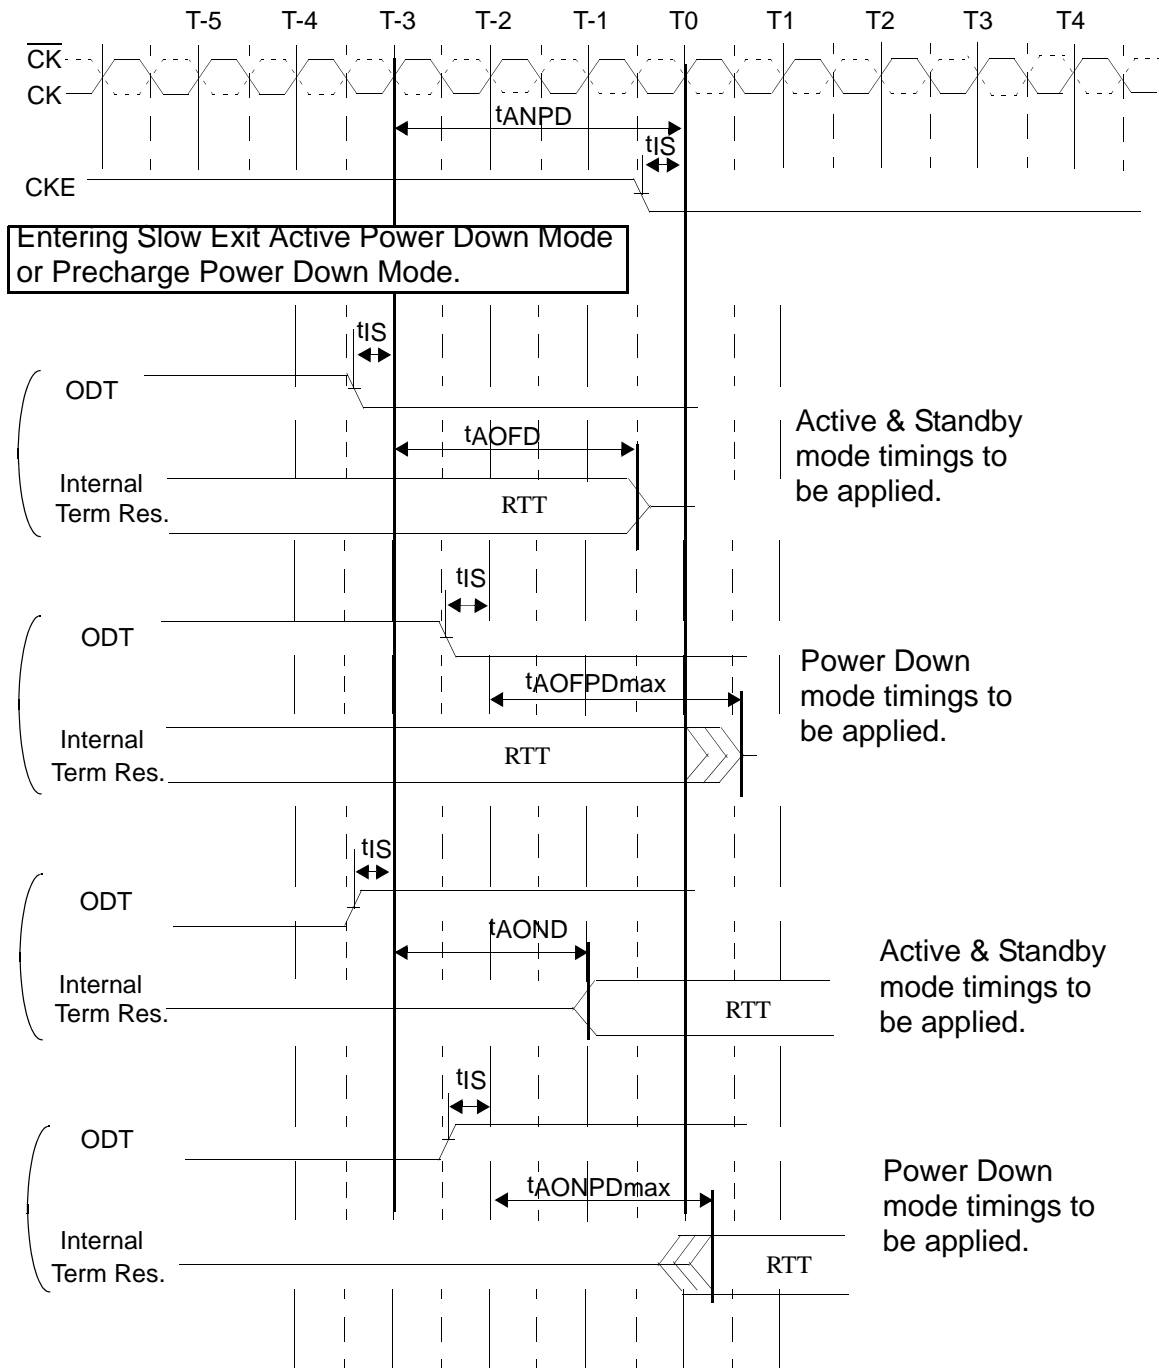 T-5 T-4 T-3 T-2 T-1 T0 T1 T2 T3 T4
CK
CK
tANPD
tIS
CKE
Entering Slow Exit Active Power Down Mode
or Precharge Power Down Mode.
tIS
ODT
Active & Standby
mode timings to
be applied.
tAOFD
Internal
Term Res.
RTT
tIS
ODT
Power Down
mode timings to
be applied.
tAOFPDmax
Internal
Term Res.
RTT
tIS
ODT
tAOND
Active & Standby
mode timings to
be applied.
Internal
Term Res.
RTT
tIS
ODT
Power Down
mode timings to
be applied.
tAONPDmax
Internal
Term Res.
RTT